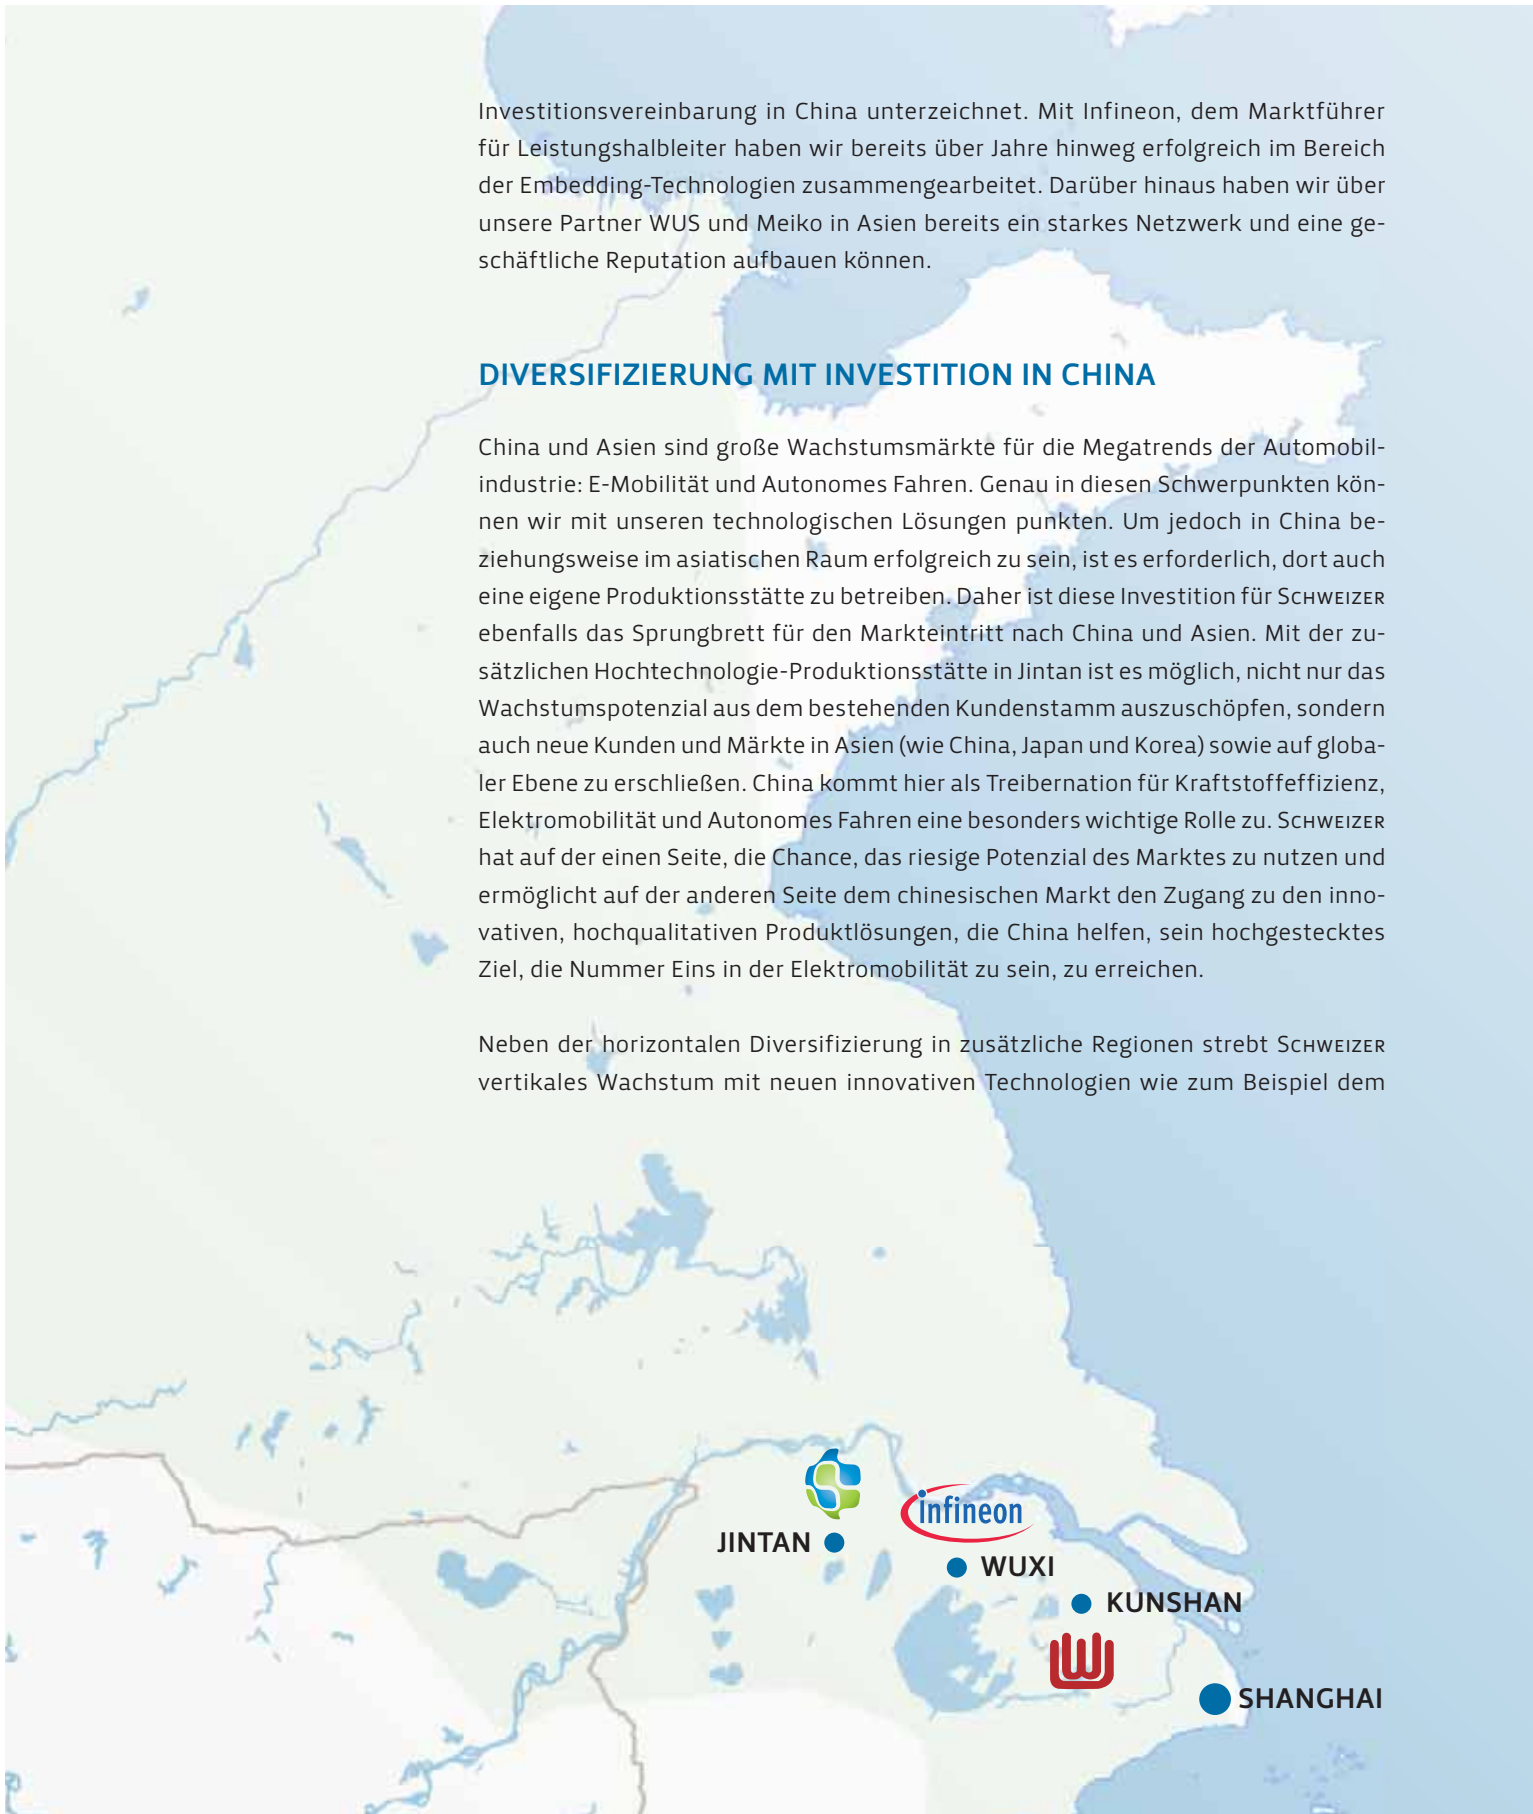 Investitionsvereinbarung in China unterzeichnet. Mit Infineon, dem Marktführer
für Leistungshalbleiter haben wir bereits über Jahre hinweg erfolgreich im Bereich
der Embedding-Technologien zusammengearbeitet. Darüber hinaus haben wir über
unsere Partner WUS und Meiko in Asien bereits ein starkes Netzwerk und eine ge-
schäftliche Reputation aufbauen können.
DIVERSIFIZIERUNG MIT INVESTITION IN CHINA
China und Asien sind große Wachstumsmärkte für die Megatrends der Automobil-
industrie: E-Mobilität und Autonomes Fahren. Genau in diesen Schwerpunkten kön-
nen wir mit unseren technologischen Lösungen punkten. Um jedoch in China be-
ziehungsweise im asiatischen Raum erfolgreich zu sein, ist es erforderlich, dort auch
eine eigene Produktionsstätte zu betreiben. Daher ist diese Investition für SCHWEIZER
ebenfalls das Sprungbrett für den Markteintritt nach China und Asien. Mit der zu-
sätzlichen Hochtechnologie-Produktionsstätte in Jintan ist es möglich, nicht nur das
Wachstumspotenzial aus dem bestehenden Kundenstamm auszuschöpfen, sondern
auch neue Kunden und Märkte in Asien (wie China, Japan und Korea) sowie auf globa-
ler Ebene zu erschließen. China kommt hier als Treibernation für Kraftstoffeffizienz,
Elektromobilität und Autonomes Fahren eine besonders wichtige Rolle zu. SCHWEIZER
hat auf der einen Seite, die Chance, das riesige Potenzial des Marktes zu nutzen und
ermöglicht auf der anderen Seite dem chinesischen Markt den Zugang zu den inno-
vativen, hochqualitativen Produktlösungen, die China helfen, sein hochgestecktes
Ziel, die Nummer Eins in der Elektromobilität zu sein, zu erreichen.
Neben der horizontalen Diversifizierung in zusätzliche Regionen strebt SCHWEIZER
vertikales Wachstum mit neuen innovativen Technologien wie zum Beispiel dem
infineon
JINTAN
WUXI
KUNSHAN
SHANGHAI